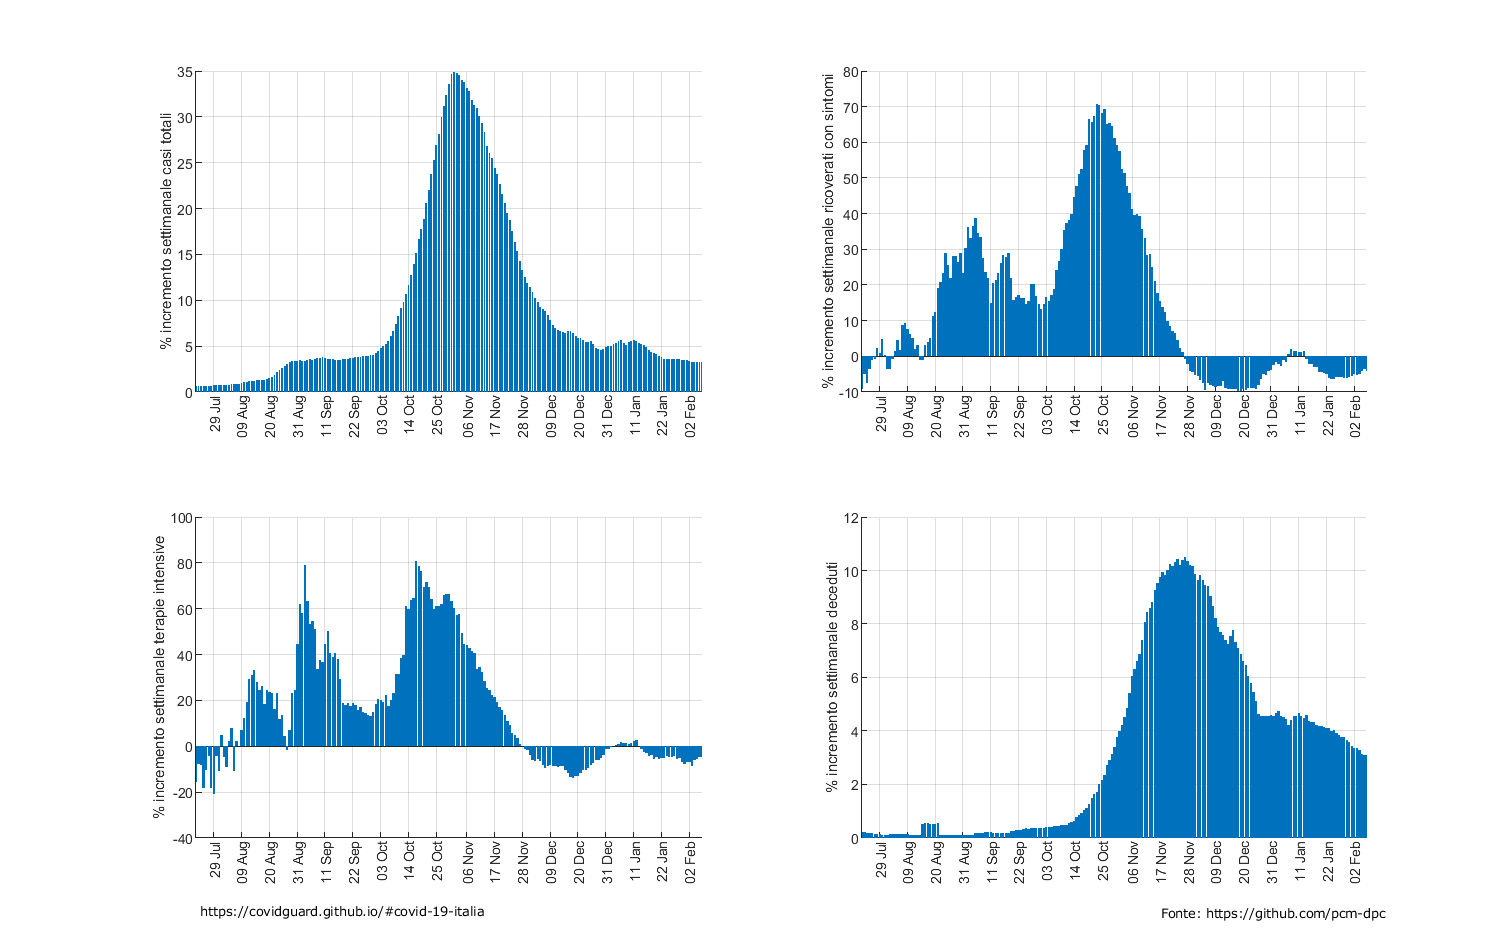 % incremento settimanale casi totali
35
30
25
20
15
10
5
0
29 Jul
09 Aug
20 Aug
31 Aug
11 Sep
22 Sep
03 Oct
14 Oct
25 Oct
06 Nov
17 Nov
28 Nov
09 Dec
20 Dec
31 Dec
11 Jan
22 Jan
02 Feb
% incremento settimanale ricoverati con sintomi
80
70
60
50
40
30
20
10
0
-10
29 Jul
09 Aug
20 Aug
31 Aug
11 Sep
22 Sep
03 Oct
14 Oct
25 Oct
06 Nov
17 Nov
28 Nov
09 Dec
20 Dec
31 Dec
11 Jan
22 Jan
02 Feb
% incremento settimanale terapie intensive
100
80
60
40
20
0
-20
-40
29 Jul
09 Aug
20 Aug
31 Aug
11 Sep
22 Sep
03 Oct
14 Oct
25 Oct
06 Nov
17 Nov
28 Nov
09 Dec
20 Dec
31 Dec
11 Jan
22 Jan
02 Feb
% incremento settimanale deceduti
12
10
8
6
4
2
0
29 Jul
09 Aug
20 Aug
31 Aug
11 Sep
22 Sep
03 Oct
14 Oct
25 Oct
06 Nov
17 Nov
28 Nov
09 Dec
20 Dec
31 Dec
11 Jan
22 Jan
02 Feb
https://covidguard.github.io/#covid-19-italia
Fonte: https://github.com/pcm-dpc